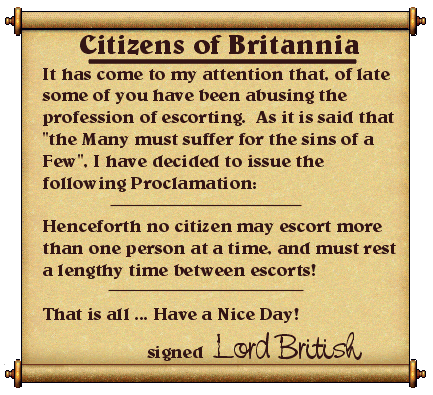 Citizens of Britannia
It has come to my attention that, of late
some of you have been abusing the
profession of escorting.  As it is said that
"the Many must suffer for the sins of a
Few", I have decided to issue the
following Proclamation:
Henceforth no citizen may escort more
than one person at a time, and must rest
a lengthy time between escorts!
That is all ... Have a Nice Day!
signed Lord British